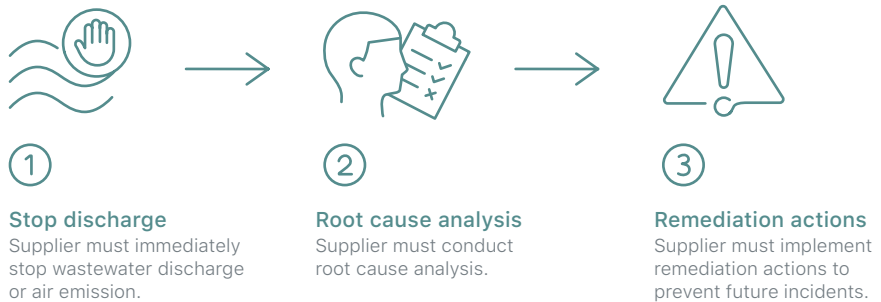 1
2
3
Stop discharge
Supplier must immediately
stop wastewater discharge
or air emission.
Root cause analysis
Supplier must conduct
root cause analysis.
Remediation actions
Supplier must implement
remediation actions to
prevent future incidents.